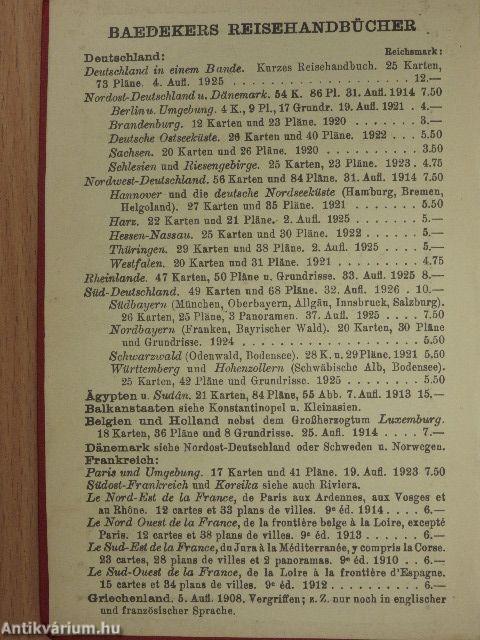 BAEDEKERS REISEHANDBÜCHER
Deutschland: Reichsmark:
Deutschland in einem Bande. Kurzes Reisehandbuch. 25 Karten,
73 Pläne. 4. Aufl. 1925 . . . . . . . . . . . . . 12.—
Nordost-Deutschland u. Dänemark. 54 K. 86 Pl. 31. Aufl. 1914 7.50
Berlin u. Umgebung. 4 K., 9 Pl., 17 Grundr. 19. Aufl. 1921 . 4.—
Brandenburg. 12 Karten und 23 Pläne. 1920 . . . . . . . 3.—
Deutsche Ostseeküste. 26 Karten und 40 Pläne. 1922 . . . 5.50
Sachsen. 20 Karten und 26 Pläne. 1920 . . . . . . . . 3.50
Schlesien und Riesengebirge. 25 Karten, 23 Pläne. 1923 . 4.75
Nordwest-Deutschland. 56 Karten und 84 Pläne. 31. Aufl. 1914 7.50
Hannover und die deutsche Nordseeküste (Hamburg, Bremen,
Helgoland). 27 Karten und 35 Pläne. 1921 . . . . . . 5.50
Harz. 22 Karten und 21 Pläne. 2. Aufl. 1925 . . . . . . 5.—
Hessen-Nassau. 25 Karten und 30 Pläne. 1922 . . . . . 5.—
Thüringen. 29 Karten und 38 Pläne. 2. Aufl. 1925 . . . . 5.—
Westfalen. 20 Karten und 31 Pläne. 1921 . . . . . . . 4.75
Rheinlande. 47 Karten, 50 Pläne u. Grundrisse. 33. Aufl. 1925 8.—
Süd-Deutschland. 49 Karten und 68 Pläne. 32. Aufl. 1926 . 10.—
Südbayern (München, Oberbayern, Allgäu, Innsbruck, Salzburg).
26 Karten, 25 Pläne, 3 Panoramen. 37. Aufl. 1925 . . . . 7.50
Nordbayern (Franken, Bayrischer Wald). 20 Karten, 30 Pläne
und Grundrisse. 1924 . . . . . . . . . . . . . . 5.50
Schwarzwald (Odenwald, Bodensee). 28 K. u. 29 Pläne. 1921 5.50
Württemberg und Hohenzollern (Schwäbische Alb, Bodensee).
25 Karten, 42 Pläne und Grundrisse. 1925 . . . . . . 5.50
Ägypten u. Sudân. 21 Karten, 84 Pläne, 55 Abb. 7. Aufl. 1913 15.—
Balkanstaaten siehe Konstantinopel u. Kleinasien.
Belgien und Holland nebst dem Großherzogtum Luxemburg.
18 Karten, 36 Pläne und 8 Grundrisse. 25. Aufl. 1914 . . . . 7.—
Dänemark siehe Nordost-Deutschland oder Schweden u. Norwegen.
Frankreich:
Paris und Umgebung. 17 Karten und 41 Pläne. 19. Aufl. 1923 7.50
Südost-Frankreich und Korsika siehe auch Riviera.
Le Nord-Est de la France, de Paris aux Ardennes, aux Vosges et
au Rhône. 12 cartes et 33 plans de villes. 9e éd. 1914 . . . . 6.—
Le Nord Ouest de la France, de la frontière belge à la Loire, excepté
Paris. 12 cartes et 38 plans de villes. 9e éd. 1913 . . . . . 6.—
Le Sud-Est de la France, du Jura à la Méditerranée, y compris la Corse.
23 cartes, 28 plans de villes et 2 panoramas. 9e éd. 1910 . . 6.—
Le Sud-Ouest de la France, de la Loire à la frontière d'Espagne.
15 cartes et 34 plans de villes. 9e éd. 1912 . . . . . . . 6.—
Griechenland. 5. Aufl. 1908. Vergriffen; z. Z. nur noch in englischer
und französischer Sprache.
Antikvárium.hu